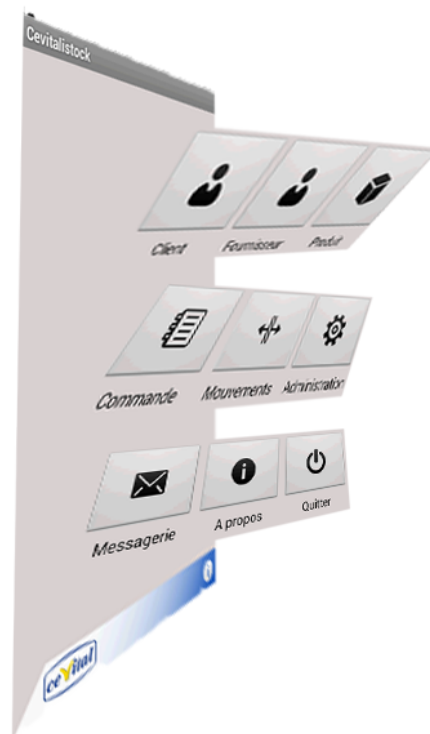 Cevitalistock
Client Fournisseur Produit
Commande Mouvements Administration
Messagerie A propos Quitter
cevital